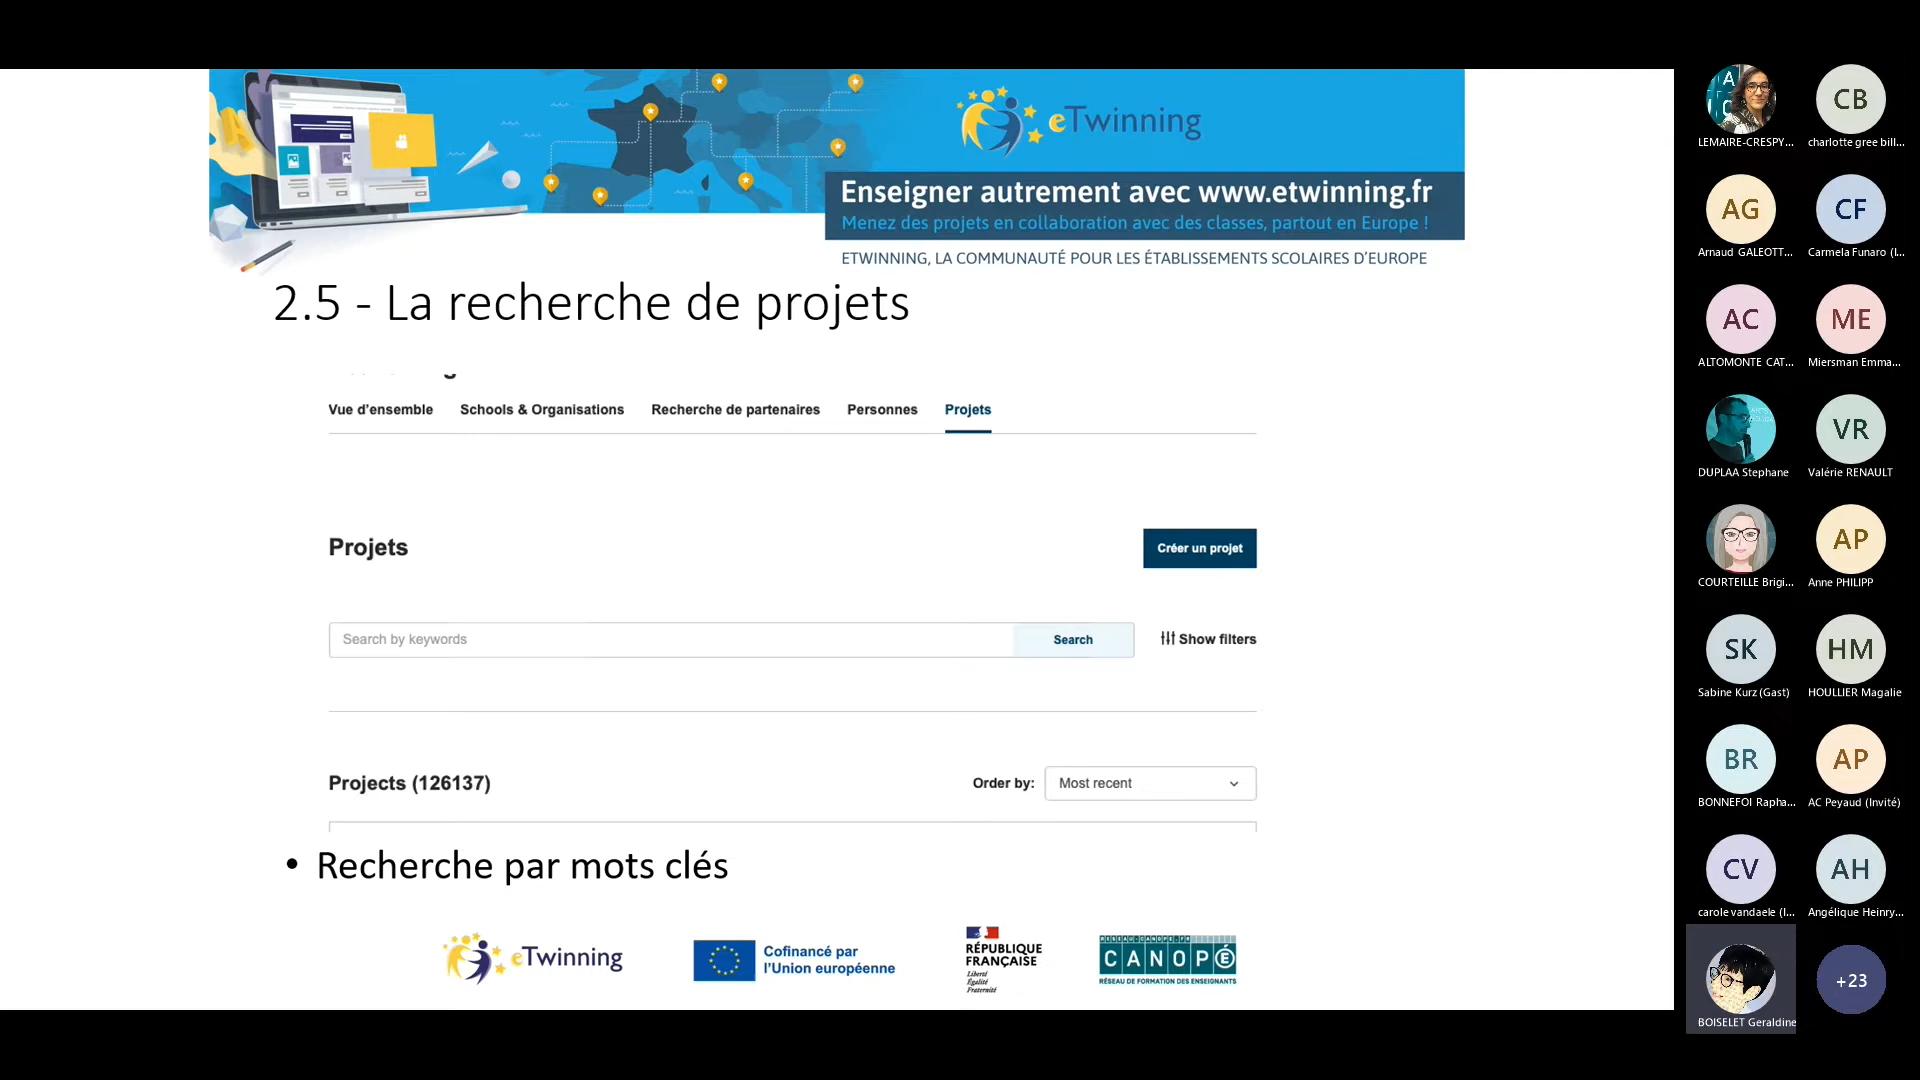 eTwinning
Enseigner autrement avec www.etwinning.fr
Menez des projets en collaboration avec des classes, partout en Europe !
ETWINNING, LA COMMUNAUTÉ POUR LES ÉTABLISSEMENTS SCOLAIRES D'EUROPE
2.5 - La recherche de projets
Vue d'ensemble Schools & Organisations Recherche de partenaires Personnes Projets
Projets
Créer un projet
Search by keywords Search Show filters
Projects (126137) Order by: Most recent
• Recherche par mots clés
eTwinning
Cofinancé par
l'Union européenne
RÉPUBLIQUE
FRANÇAISE
Liberté
Égalité
Fraternité
CANOPÉ
RÉSEAU DE FORMATION DES ENSEIGNANTS
LEMAIRE-CRESPY...
CB
charlotte gree bill...
AG
Arnaud GALEOTT...
CF
Carmela Funaro (I...
AC
ALTOMONTE CAT...
ME
Miersman Emma...
DUPLAA Stephane
VR
Valérie RENAULT
COURTEILLE Brigi...
AP
Anne PHILIPP
SK
Sabine Kurz (Gast)
HM
HOULLIER Magalie
BR
BONNEFOI Rapha...
AP
AC Peyaud (Invité)
CV
carole vandaele (I...
AH
Angélique Heinry...
BOISELET Geraldine
+23